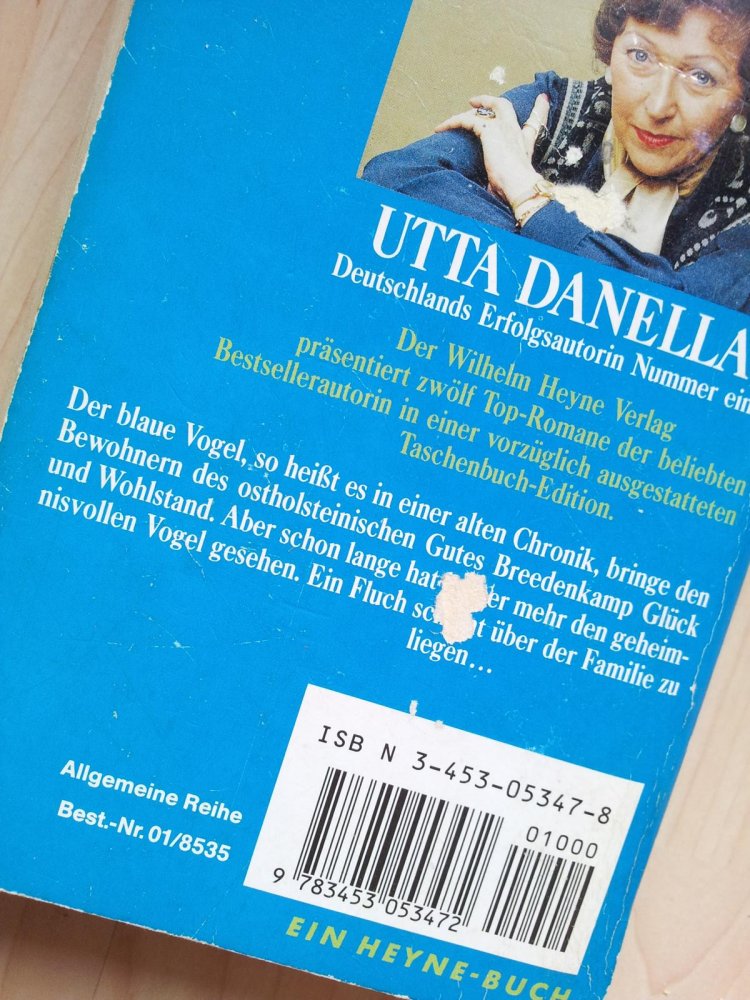 UTTA DANELLA
Deutschlands Erfolgsautorin Nummer ein
Der Wilhelm Heyne Verlag
präsentiert zwölf Top-Romane der beliebten
Bestsellerautorin in einer vorzüglich ausgestatteten
Taschenbuch-Edition.
Der blaue Vogel, so heißt es in einer alten Chronik, bringe den
Bewohnern des ostholsteinischen Gutes Breedenkamp Glück
und Wohlstand. Aber schon lange hat er mehr den geheim-
nisvollen Vogel gesehen. Ein Fluch sc t über der Familie zu
liegen...
ISBN 3-453-05347-8
01000
9 783453 053472
Allgemeine Reihe
Best.-Nr. 01/8535
EIN HEYNE-BUCH